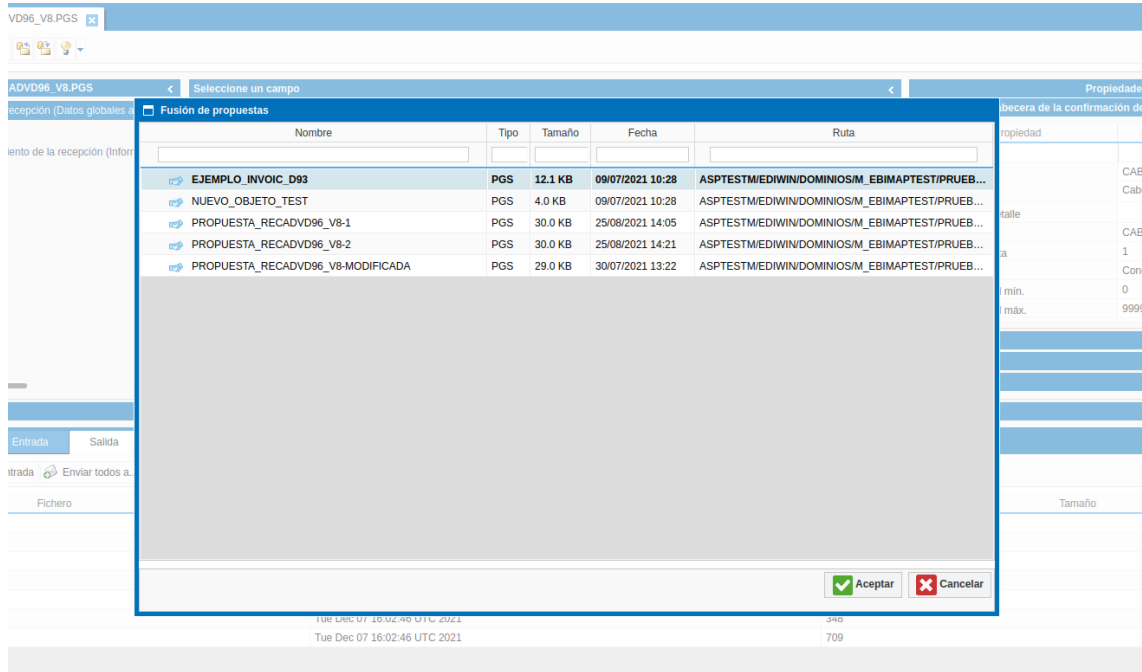 VD96_V8.PGS
ADVD96_V8.PGS
Seleccione un campo
Propiedade
ecepción (Datos globales a
Fusión de propuestas
abecera de la confirmación de
Nombre Tipo Tamaño Fecha Ruta
ropiedad
iento de la recepción (Inforr
EJEMPLO_INVOIC_D93 PGS 12.1 KB 09/07/2021 10:28 ASPTESTM/EDIWIN/DOMINIOS/M_EBIMAPTEST/PRUEB...
NUEVO_OBJETO_TEST PGS 4.0 KB 09/07/2021 10:28 ASPTESTM/EDIWIN/DOMINIOS/M_EBIMAPTEST/PRUEB...
PROPUESTA_RECADVD96_V8-1 PGS 30.0 KB 25/08/2021 14:05 ASPTESTM/EDIWIN/DOMINIOS/M_EBIMAPTEST/PRUEB...
PROPUESTA_RECADVD96_V8-2 PGS 30.0 KB 25/08/2021 14:21 ASPTESTM/EDIWIN/DOMINIOS/M_EBIMAPTEST/PRUEB...
PROPUESTA_RECADVD96_V8-MODIFICADA PGS 29.0 KB 30/07/2021 13:22 ASPTESTM/EDIWIN/DOMINIOS/M_EBIMAPTEST/PRUEB...
CAB
Cab
talle
CAB
ta 1
Con
l mín. 0
l máx. 9999
Entrada Salida
ntrada Enviar todos a..
Fichero
Tamaño
Aceptar Cancelar
Tue Dec 07 16:02:46 UTC 2021 348
Tue Dec 07 16:02:46 UTC 2021 709